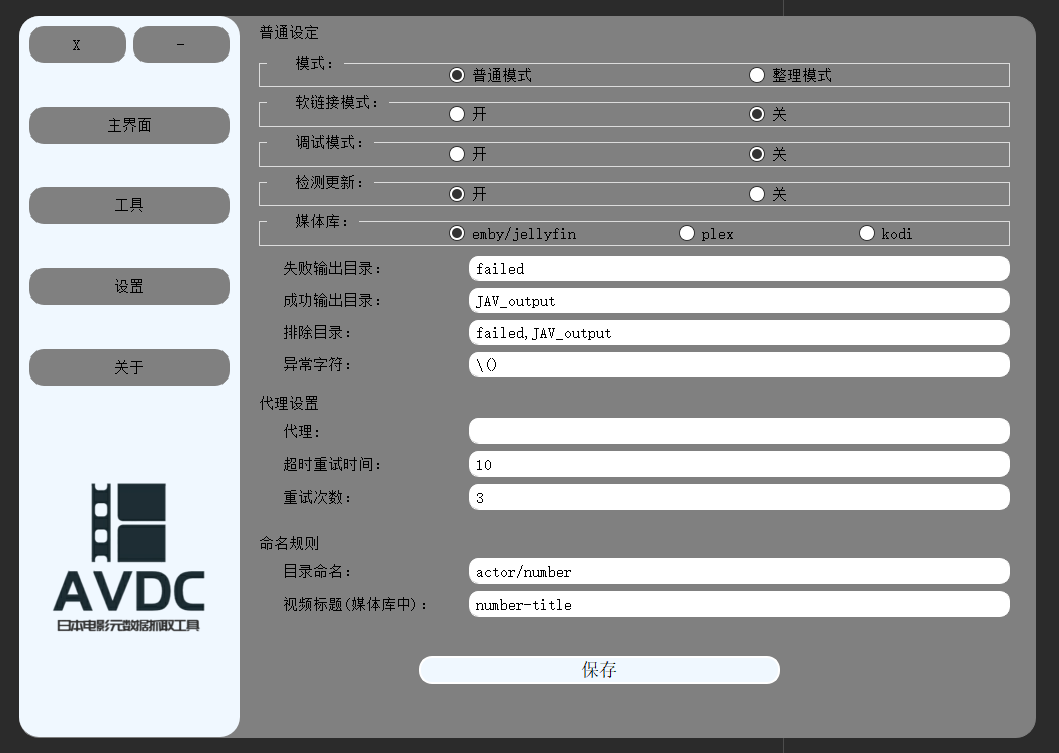 X
-
主界面
工具
设置
关于
AVDC
日本电影元数据抓取工具
普通设定
模式:
普通模式 整理模式
软链接模式:
开 关
调试模式:
开 关
检测更新:
开 关
媒体库:
emby/jellyfin plex kodi
失败输出目录: failed
成功输出目录: JAV_output
排除目录: failed,JAV_output
异常字符: \()
代理设置
代理:
超时重试时间: 10
重试次数: 3
命名规则
目录命名: actor/number
视频标题(媒体库中): number-title
保存